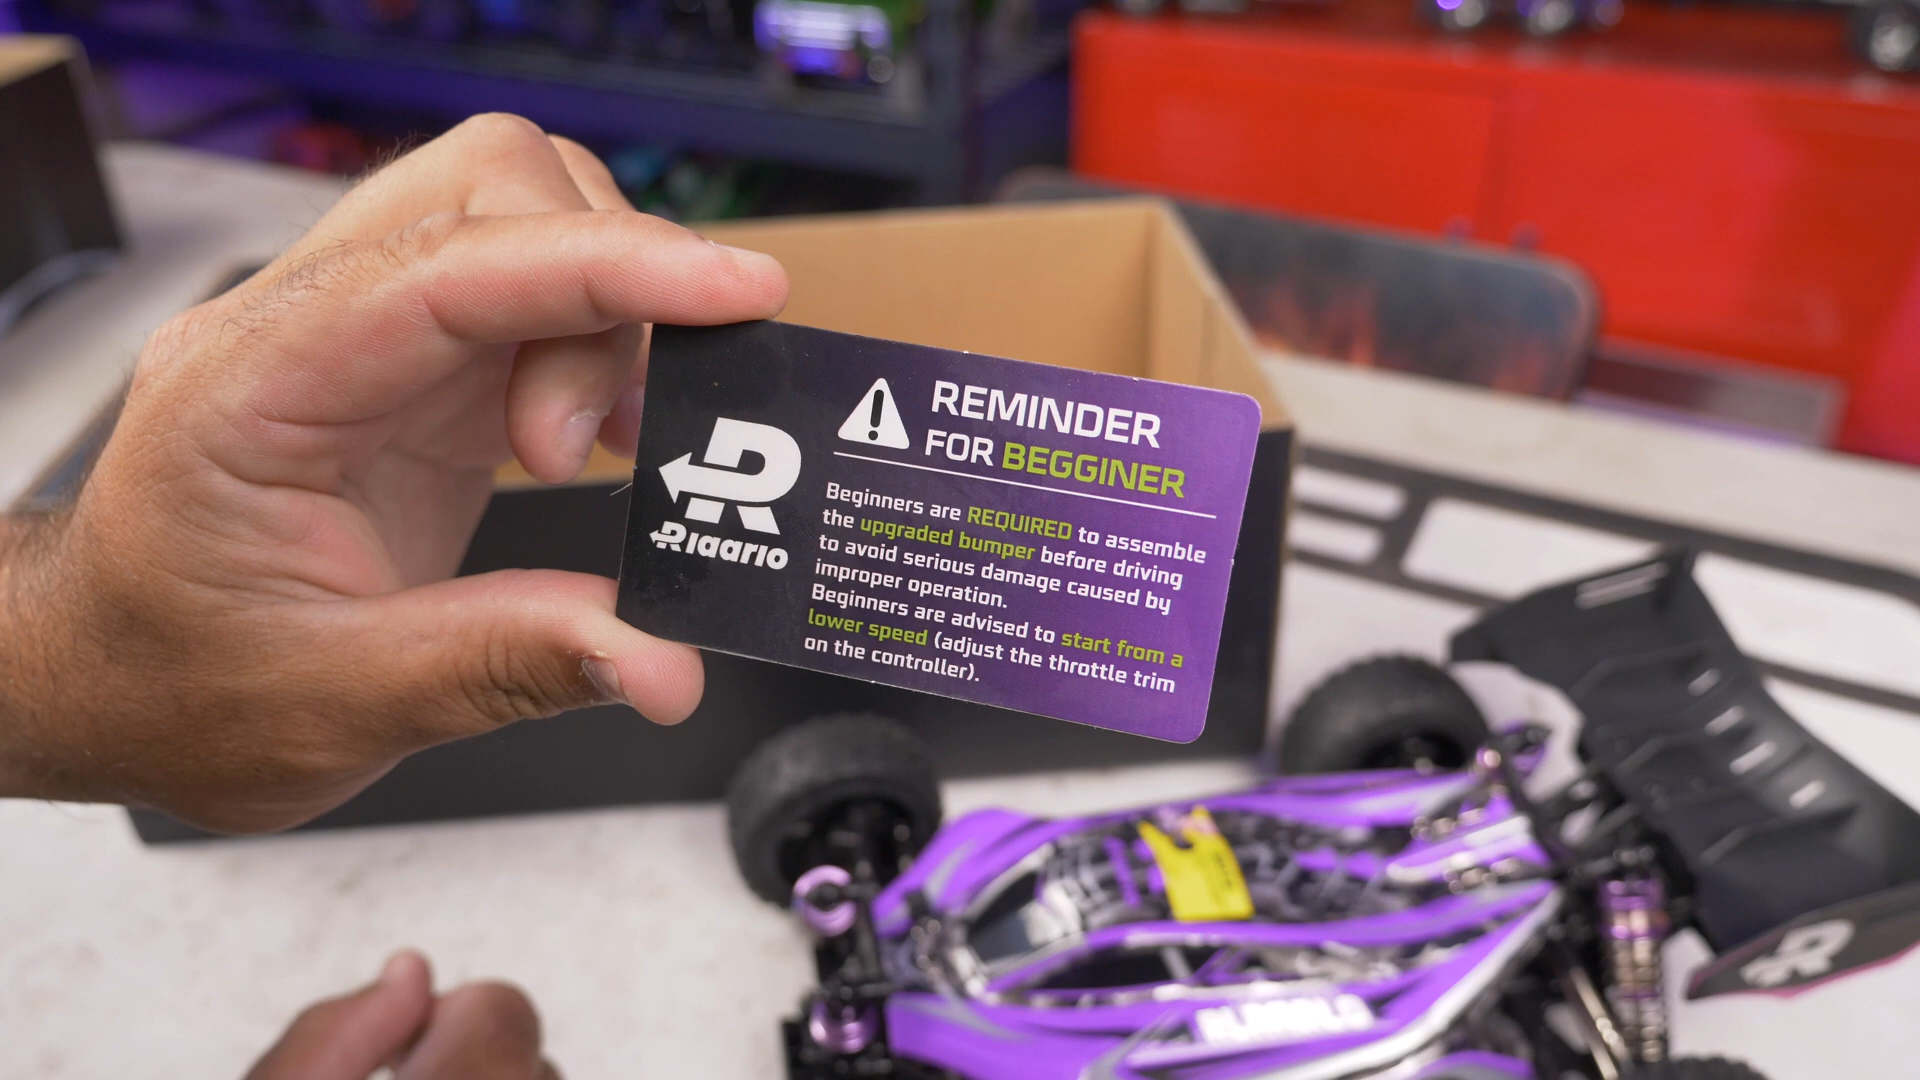 REMINDER
FOR BEGGINER
Rlaarlo
Beginners are REQUIRED to assemble
the upgraded bumper before driving
to avoid serious damage caused by
improper operation.
Beginners are advised to start from a
lower speed (adjust the throttle trim
on the controller).